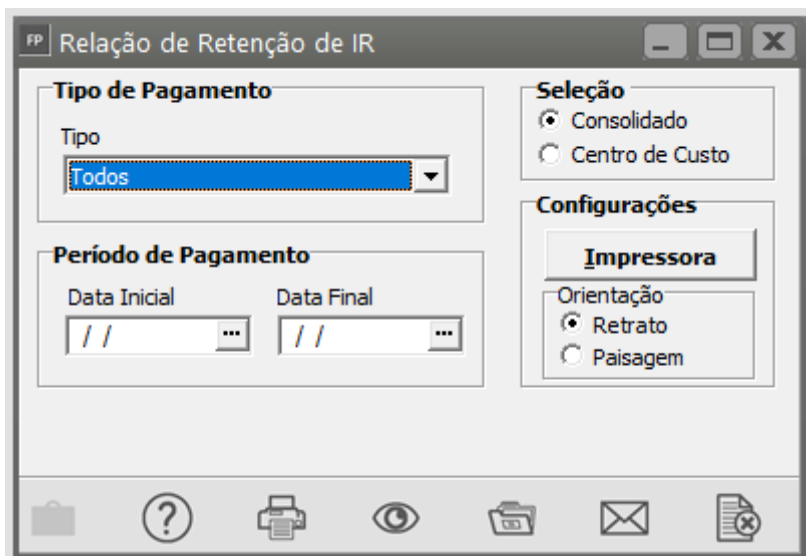 FP Relação de Retenção de IR
Tipo de Pagamento
Tipo
Todos
Período de Pagamento
Data Inicial Data Final
/ / ... / / ...
Seleção
Consolidado
Centro de Custo
Configurações
Impressora
Orientação
Retrato
Paisagem
?